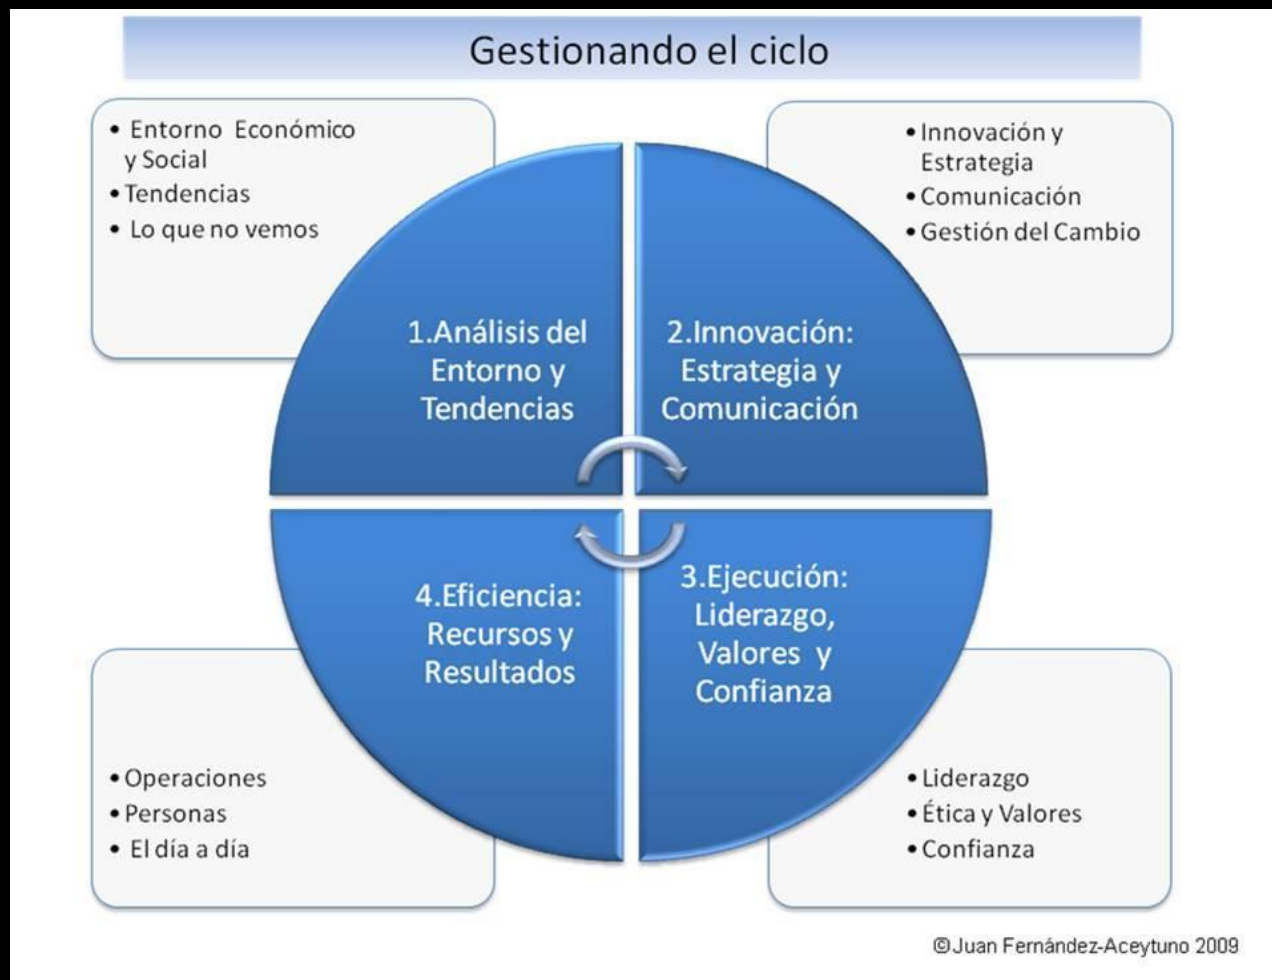 Gestionando el ciclo
• Entorno Económico
y Social
• Tendencias
• Lo que no vemos
• Innovación y
Estrategia
• Comunicación
• Gestión del Cambio
1.Análisis del
Entorno y
Tendencias
2.Innovación:
Estrategia y
Comunicación
4.Eficiencia:
Recursos y
Resultados
3.Ejecución:
Liderazgo,
Valores y
Confianza
• Operaciones
• Personas
• El día a día
• Liderazgo
• Ética y Valores
• Confianza
©Juan Fernández-Aceytuno 2009